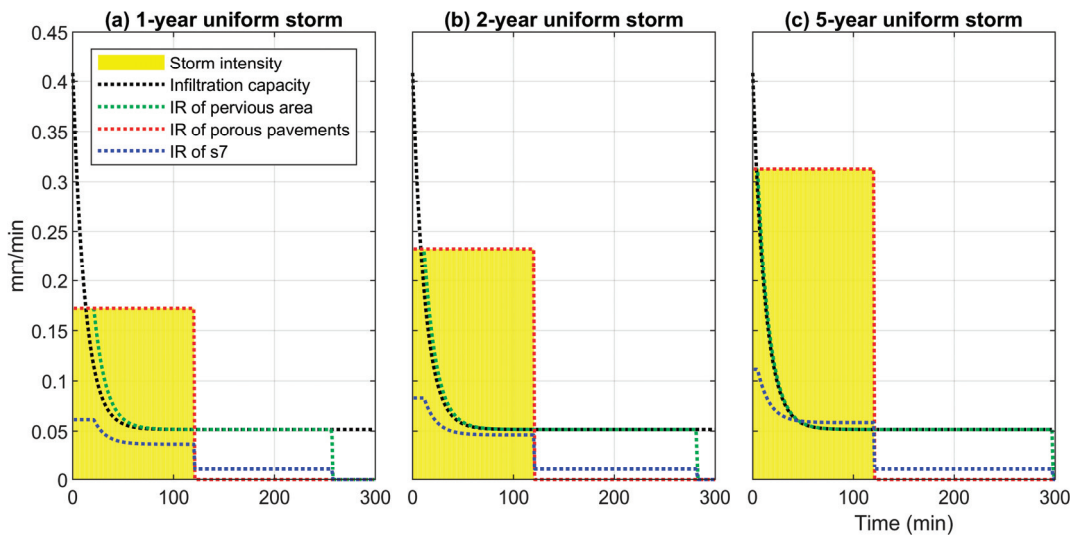 (a) 1-year uniform storm
(b) 2-year uniform storm
(c) 5-year uniform storm
0.45
0.4
0.35
0.3
0.25
0.2
0.15
0.1
0.05
0
mm/min
Storm intensity
Infiltration capacity
IR of pervious area
IR of porous pavements
IR of s7
0 100 200 300
0 100 200 300
0 100 200 300
Time (min)